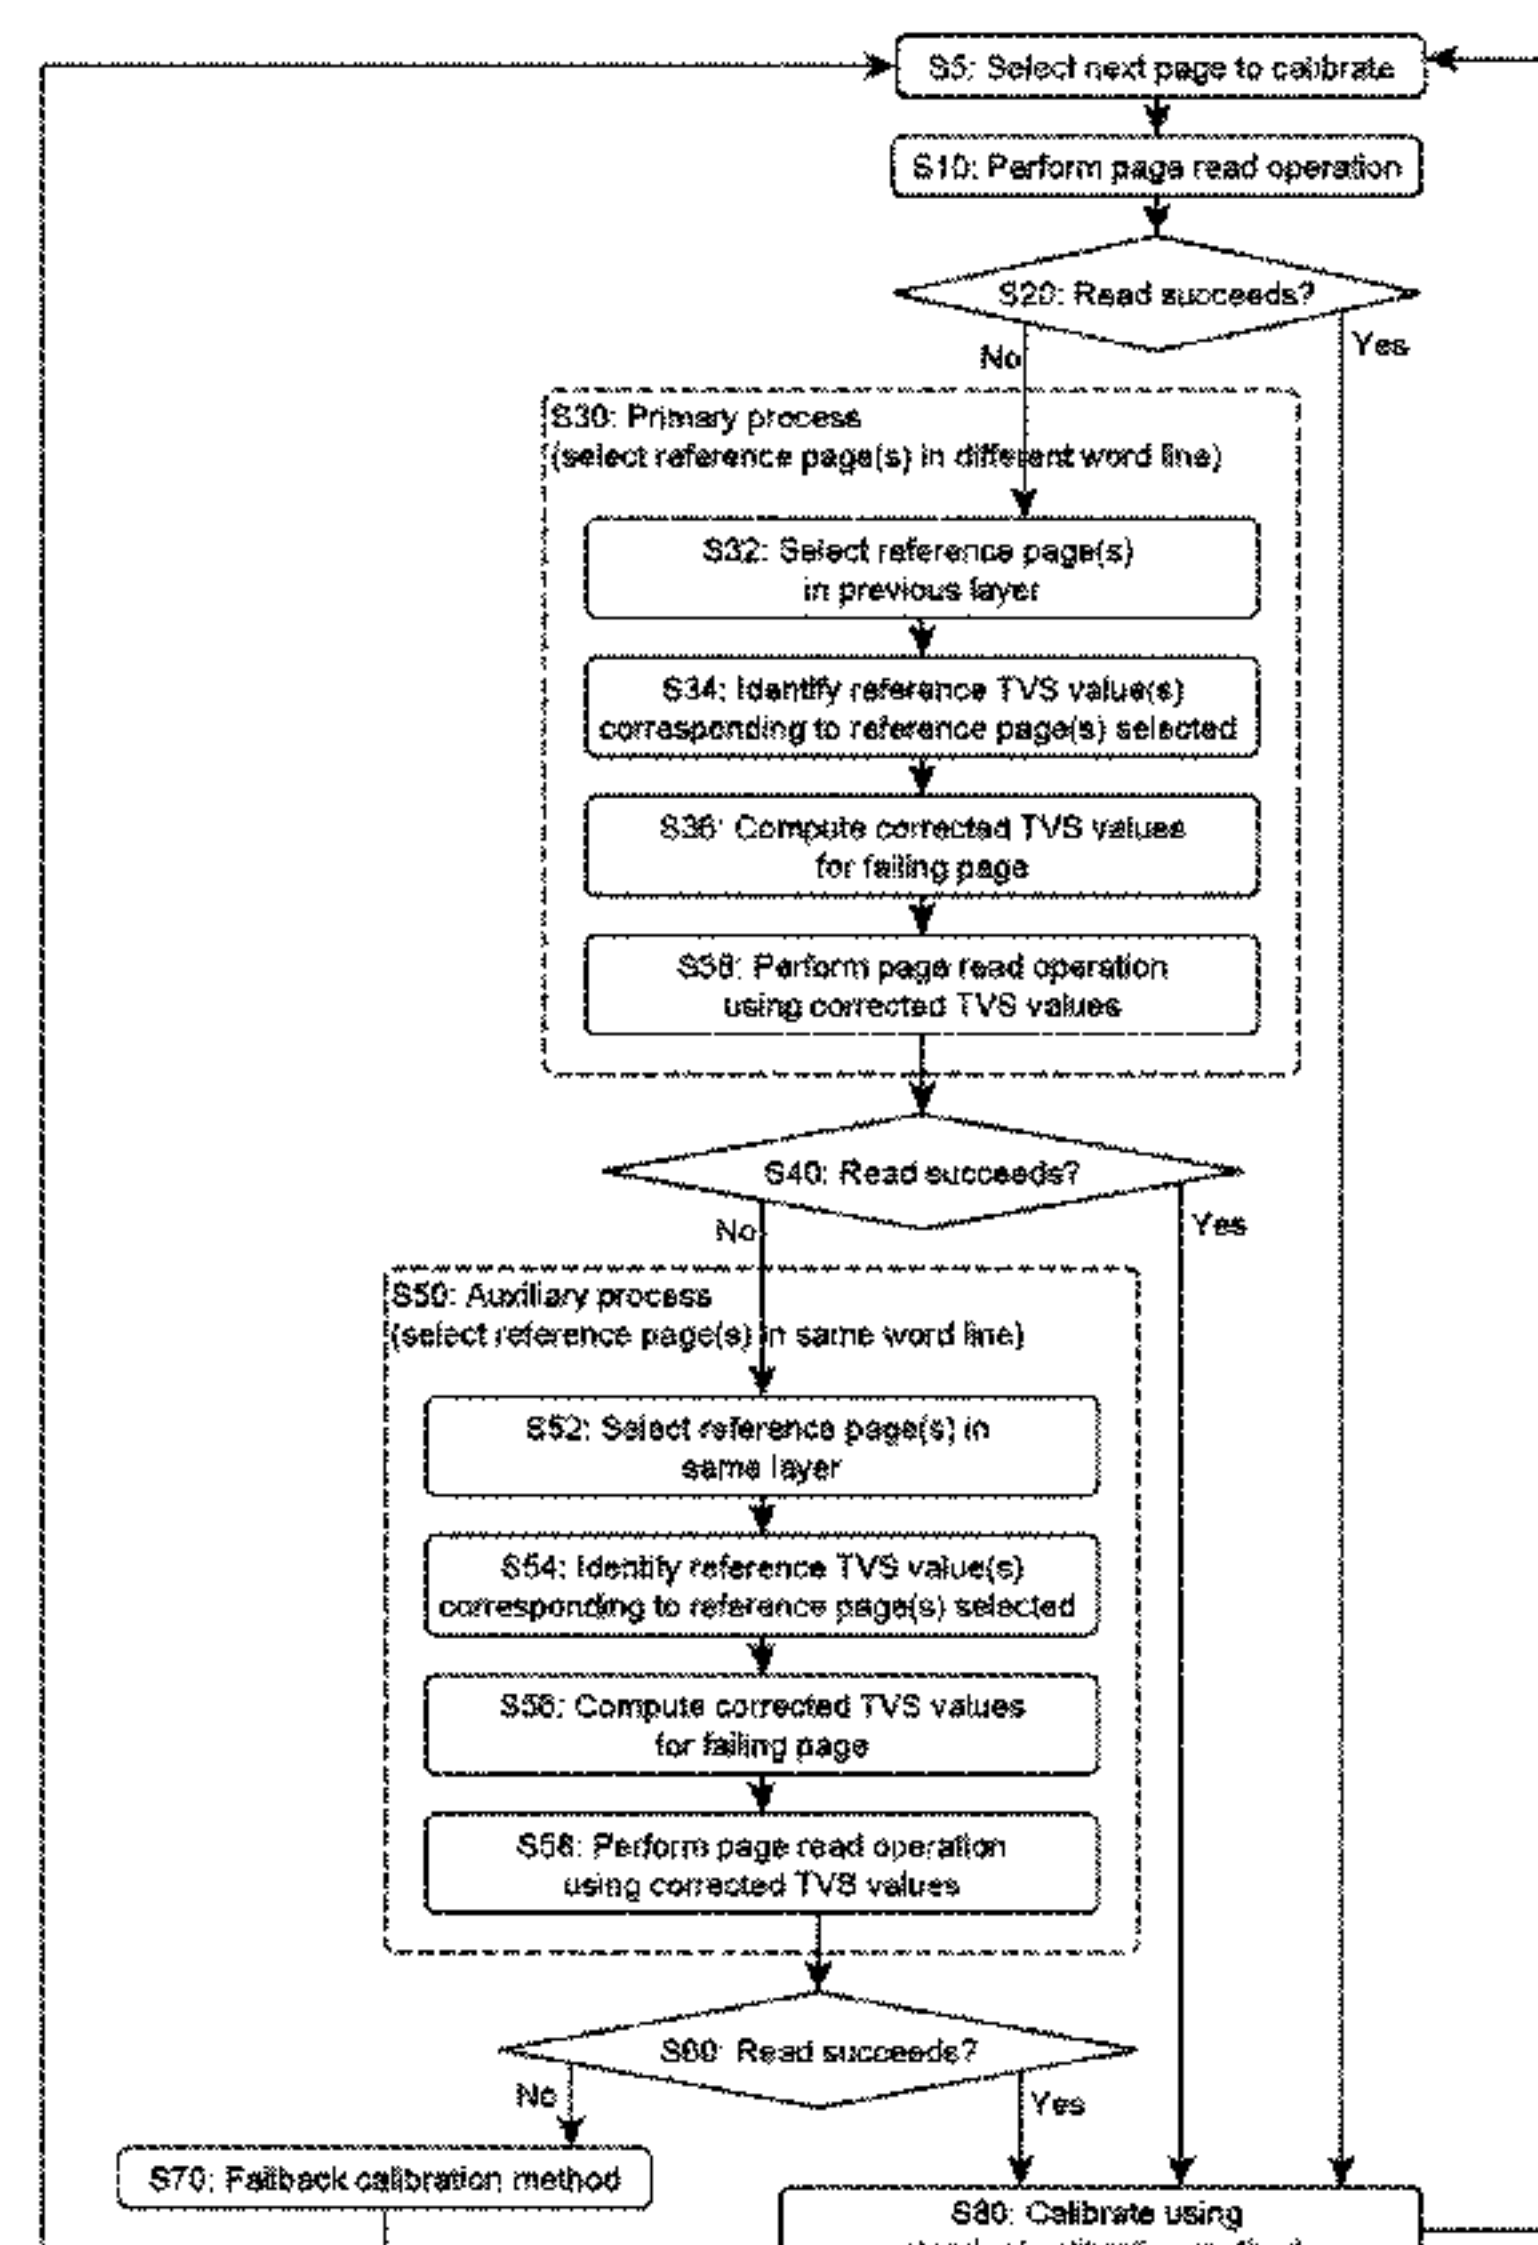 S5: Select next page to calibrate
S10: Perform page read operation
S20: Read succeeds?
No
Yes
S30: Primary process
(select reference page(s) in different word line)
S32: Select reference page(s)
in previous layer
S34: Identify reference TVS value(s)
corresponding to reference page(s) selected
S36: Compute corrected TVS values
for failing page
S38: Perform page read operation
using corrected TVS values
S40: Read succeeds?
No
Yes
S50: Auxiliary process
(select reference page(s) in same word line)
S52: Select reference page(s) in
same layer
S54: Identify reference TVS value(s)
corresponding to reference page(s) selected
S56: Compute corrected TVS values
for failing page
S58: Perform page read operation
using corrected TVS values
S60: Read succeeds?
No
Yes
S70: Fallback calibration method
S80: Calibrate using